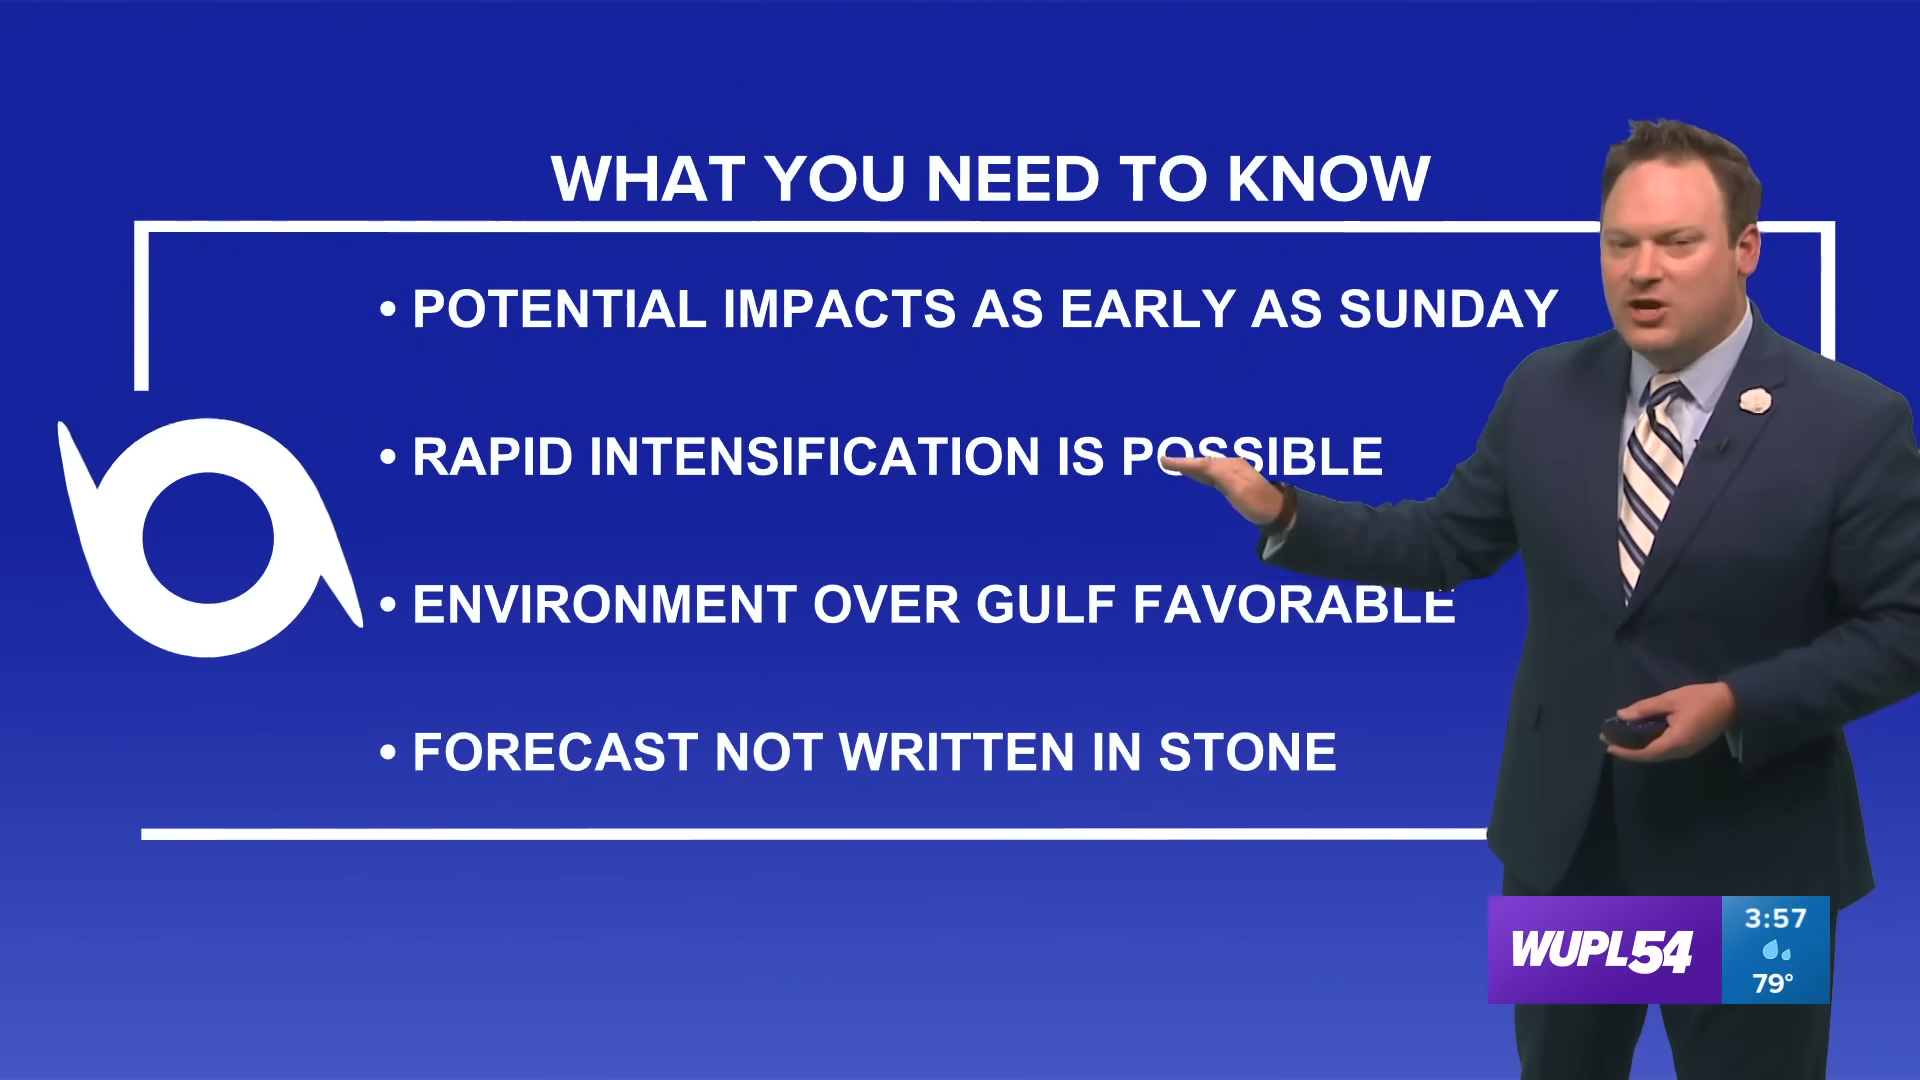 WHAT YOU NEED TO KNOW
• POTENTIAL IMPACTS AS EARLY AS SUNDAY
• RAPID INTENSIFICATION IS POSSIBLE
• ENVIRONMENT OVER GULF FAVORABLE
• FORECAST NOT WRITTEN IN STONE
WUPL54
3:57
79°